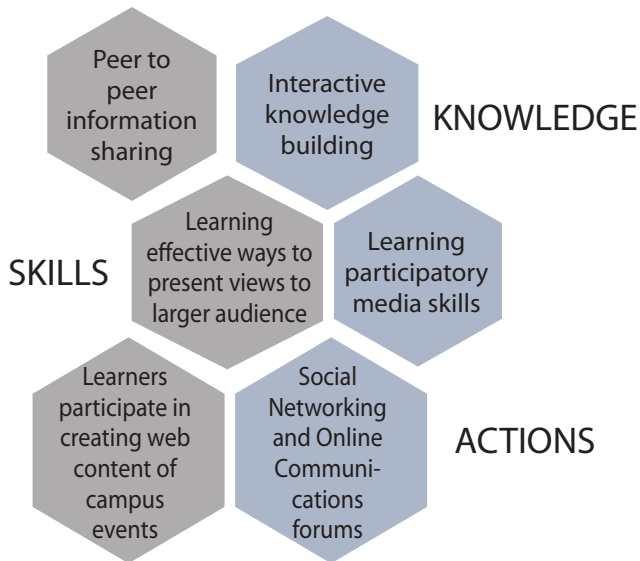 Peer to
peer
information
sharing
Interactive
knowledge
building
KNOWLEDGE
SKILLS
Learning
effective ways to
present views to
larger audience
Learning
participatory
media skills
Learners
participate in
creating web
content of
campus
events
Social
Networking
and Online
Communi-
cations
forums
ACTIONS